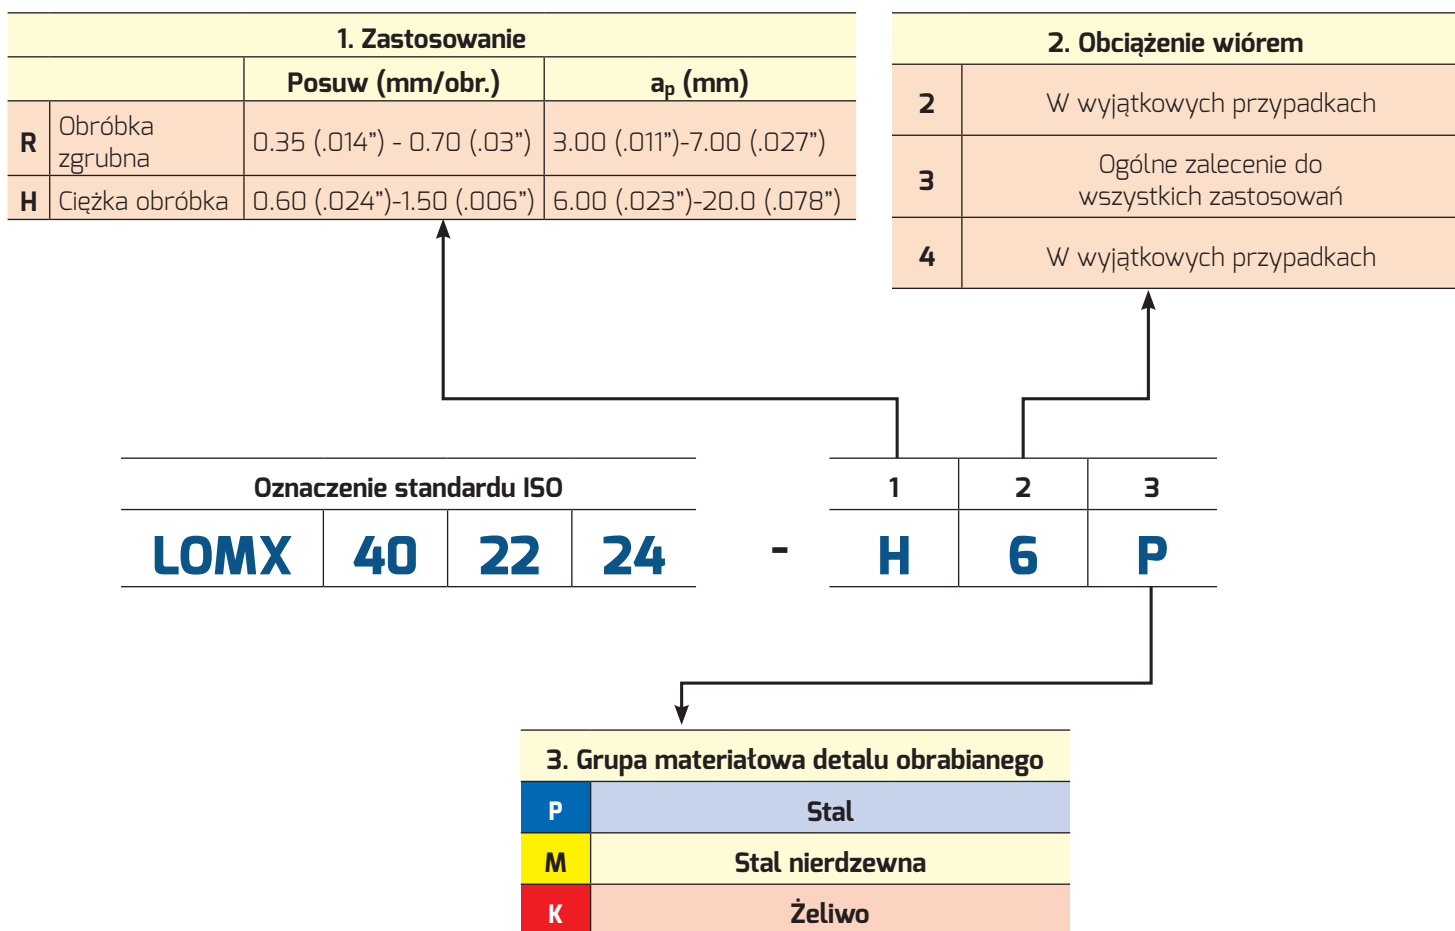 1. Zastosowanie
Posuw (mm/obr.) ap (mm)
R Obróbka zgrubna 0.35 (.014”) - 0.70 (.03”) 3.00 (.011”)-7.00 (.027”)
H Ciężka obróbka 0.60 (.024”)-1.50 (.006”) 6.00 (.023”)-20.0 (.078”)
2. Obciążenie wiórem
2 W wyjątkowych przypadkach
3 Ogólne zalecenie do
wszystkich zastosowań
4 W wyjątkowych przypadkach
Oznaczenie standardu ISO 1 2 3
LOMX 40 22 24 - H 6 P
3. Grupa materiałowa detalu obrabianego
P Stal
M Stal nierdzewna
K Żeliwo